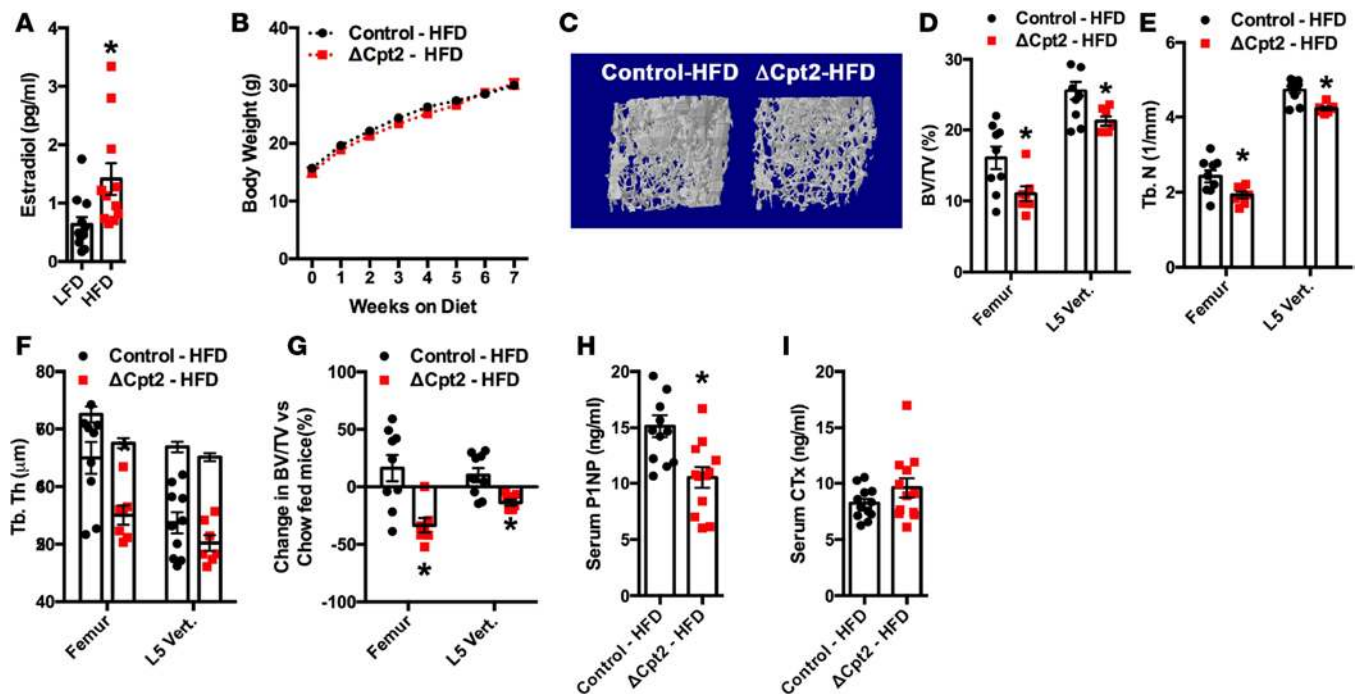 A
Estradiol (pg/ml)
4
3
2
1
0
LFD
HFD
*
B
Control - HFD
ΔCpt2 - HFD
Body Weight (g)
40
30
20
10
0
0 1 2 3 4 5 6 7
Weeks on Diet
C
Control-HFD ΔCpt2-HFD
D
Control - HFD
ΔCpt2 - HFD
BV/TV (%)
30
20
10
0
*
*
Femur
L5 Vert.
E
Control - HFD
ΔCpt2 - HFD
Tb. N (1/mm)
6
4
2
0
*
*
Femur
L5 Vert.
F
Control - HFD
ΔCpt2 - HFD
Tb. Th (μm)
80
40
Femur
L5 Vert.
G
Control - HFD
ΔCpt2 - HFD
Change in BV/TV vs
Chow fed mice(%)
100
50
0
-50
-100
*
*
Femur
L5 Vert.
H
Serum P1NP (ng/ml)
20
15
10
5
0
*
Control - HFD
ΔCpt2 - HFD
I
Serum CTx (ng/ml)
20
15
10
5
0
Control - HFD
ΔCpt2 - HFD